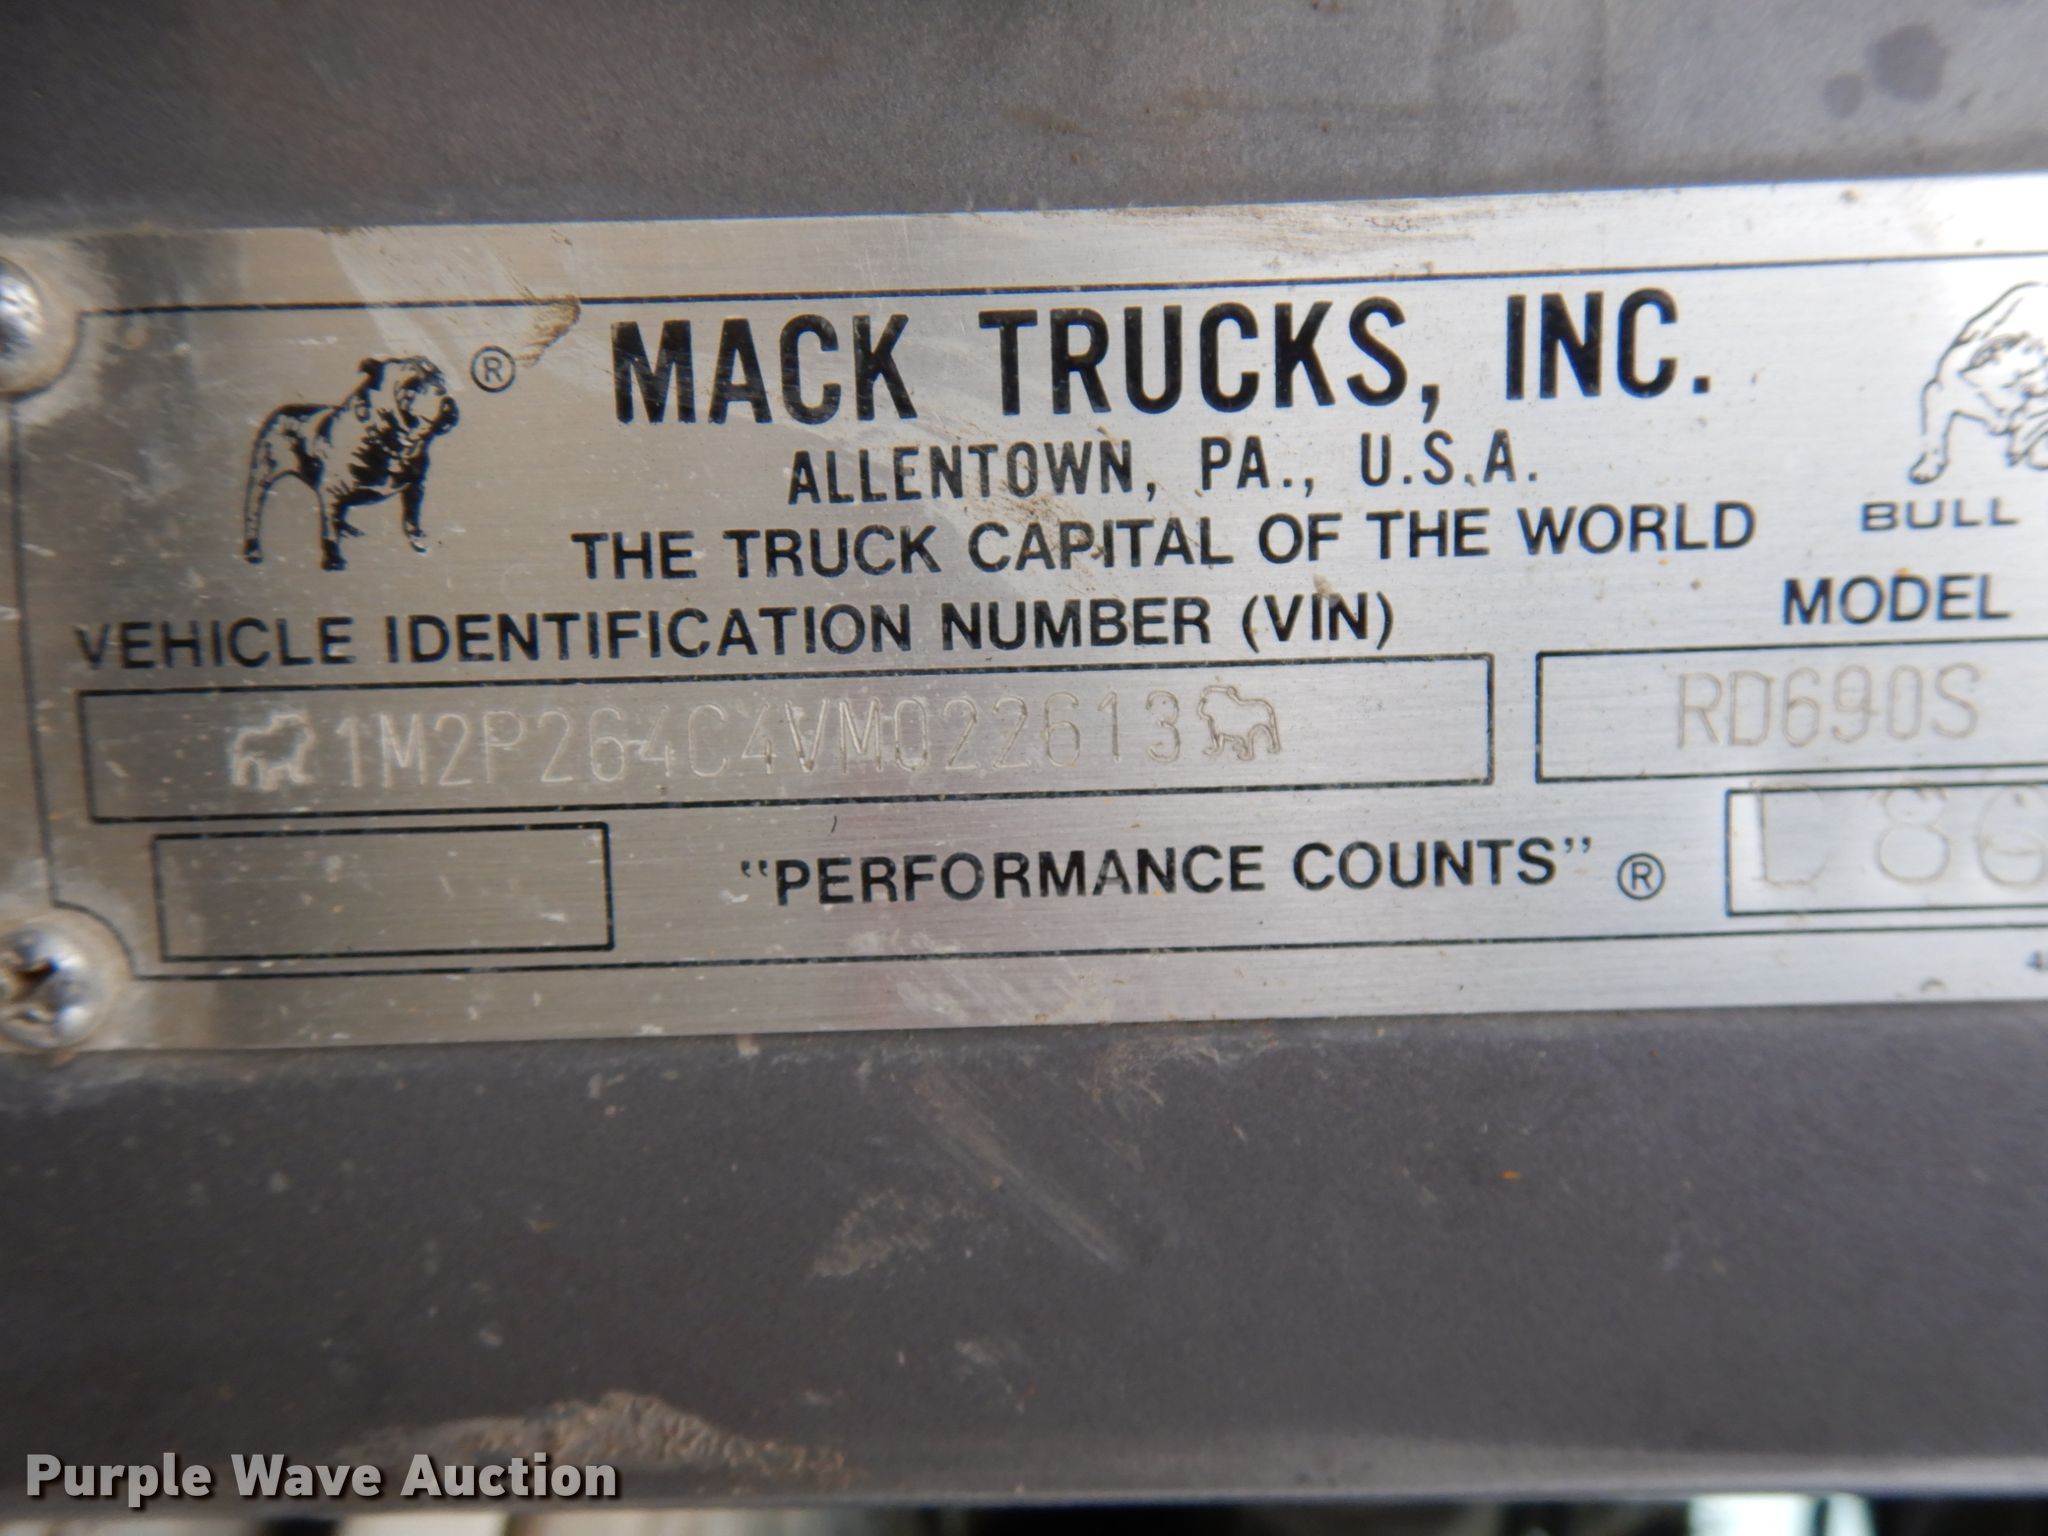 ®
MACK TRUCKS, INC.
ALLENTOWN, PA., U.S.A.
THE TRUCK CAPITAL OF THE WORLD
BULL
VEHICLE IDENTIFICATION NUMBER (VIN)
MODEL
1M2P264C4VM022613
RD690S
"PERFORMANCE COUNTS" ®
Purple Wave Auction